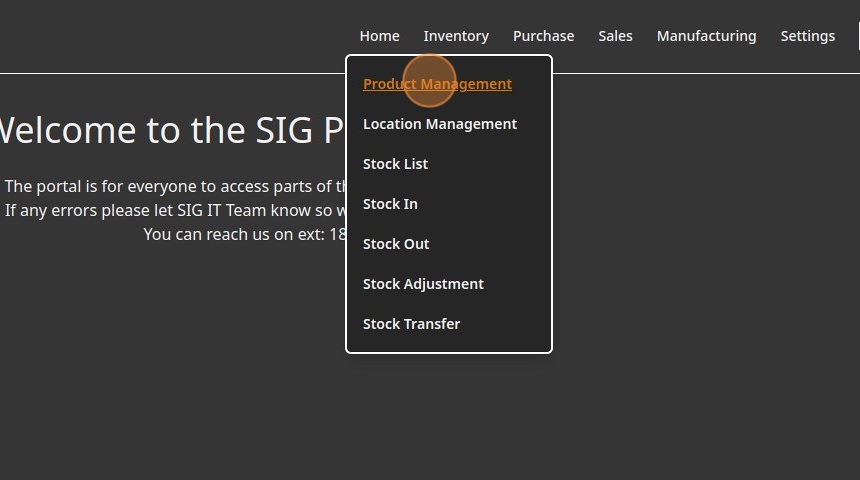 Home Inventory Purchase Sales Manufacturing Settings
Product Management
Location Management
Stock List
Stock In
Stock Out
Stock Adjustment
Stock Transfer
Welcome to the SIG P
The portal is for everyone to access parts of th
If any errors please let SIG IT Team know so w
You can reach us on ext: 18